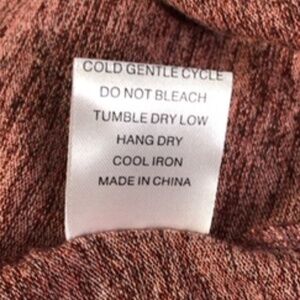 COLD GENTLE CYCLE
DO NOT BLEACH
TUMBLE DRY LOW
HANG DRY
COOL IRON
MADE IN CHINA